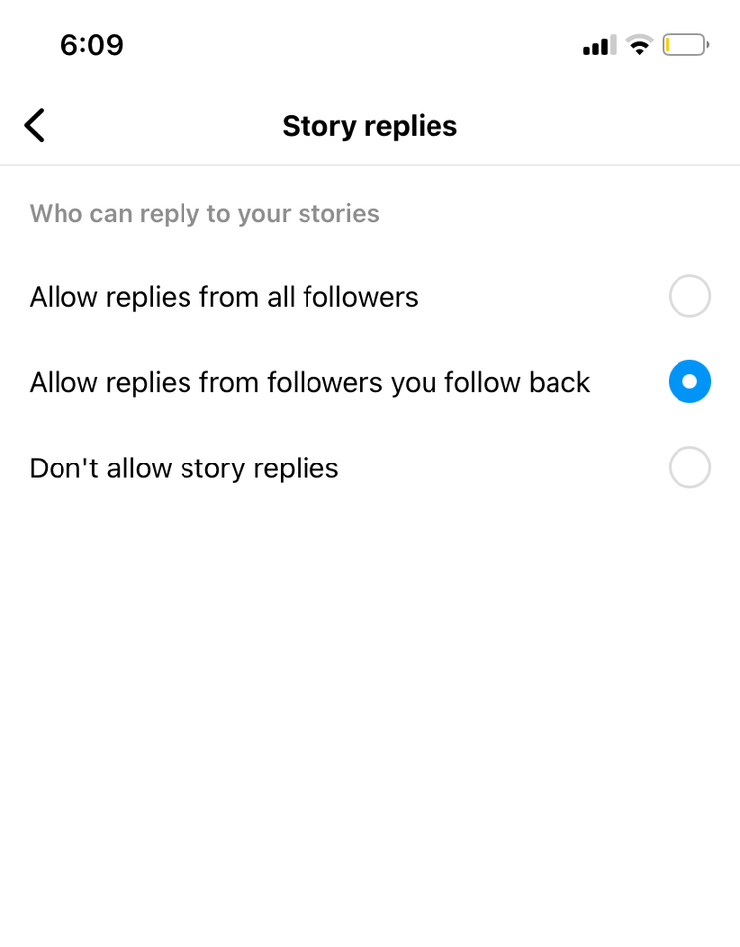 6:09
Story replies
Who can reply to your stories
Allow replies from all followers
Allow replies from followers you follow back
Don't allow story replies